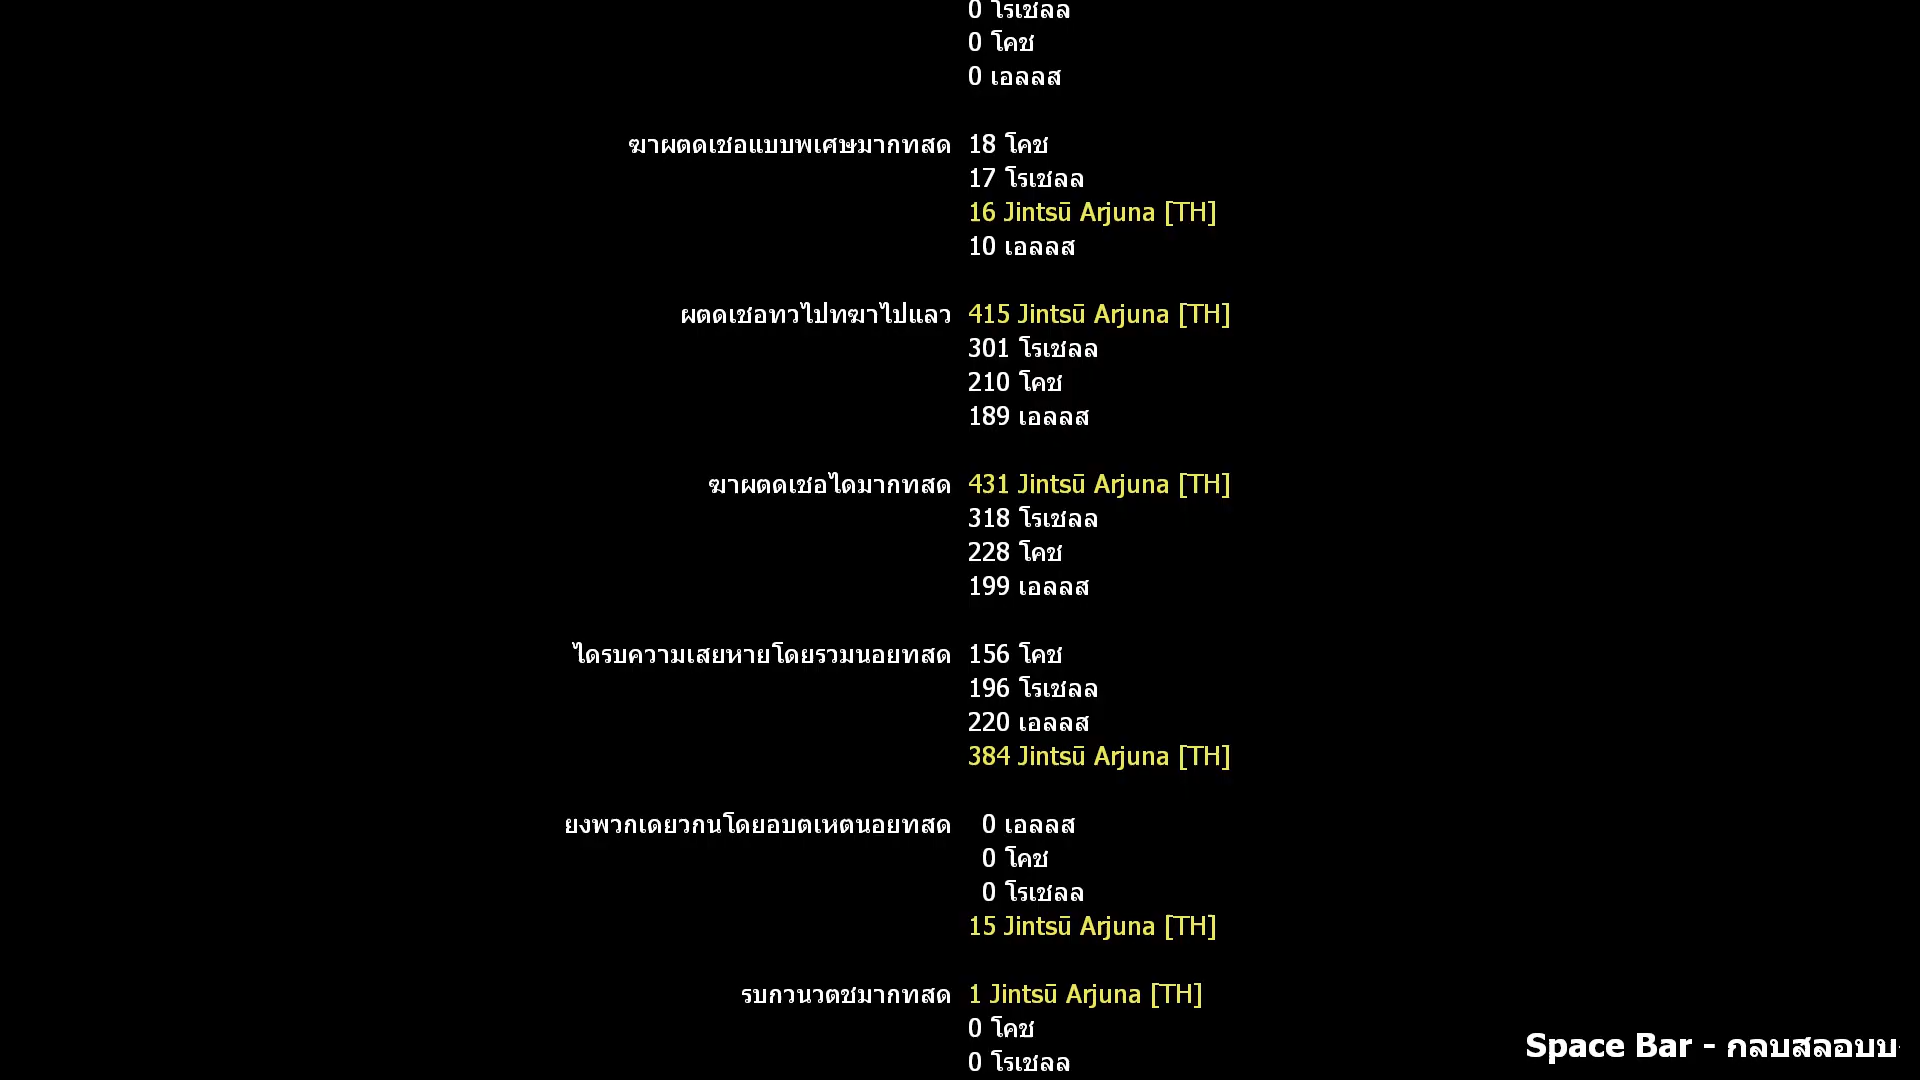 0 โรเชลล
0 โคช
0 เอลลส
ฆาผตดเชอแบบพเศษมากทสด 18 โคช
17 โรเชลล
16 Jintsū Arjuna [TH]
10 เอลลส
ผตดเชอทวไปทฆาไปแลว 415 Jintsū Arjuna [TH]
301 โรเชลล
210 โคช
189 เอลลส
ฆาผตดเชอไดมากทสด 431 Jintsū Arjuna [TH]
318 โรเชลล
228 โคช
199 เอลลส
ไดรบความเสยหายโดยรวมนอยทสด 156 โคช
196 โรเชลล
220 เอลลส
384 Jintsū Arjuna [TH]
ยงพวกเดยวกนโดยอบตเหตนอยทสด 0 เอลลส
0 โคช
0 โรเชลล
15 Jintsū Arjuna [TH]
รบกวนวตชมากทสด 1 Jintsū Arjuna [TH]
0 โคช
0 โรเชลล
Space Bar - กลบสลอบบ